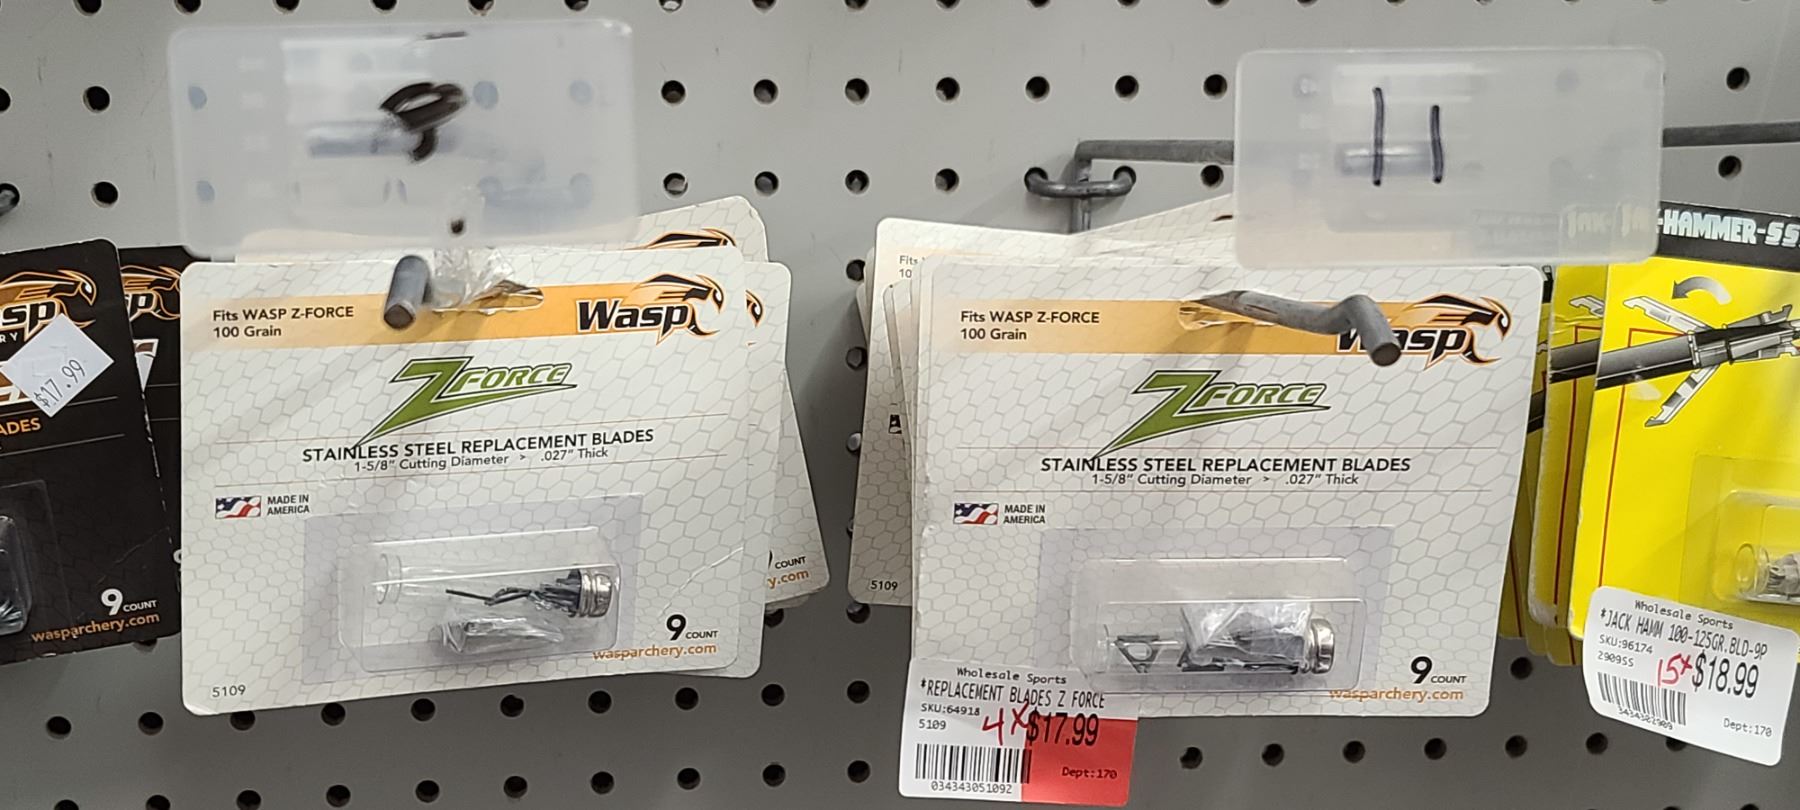 11
Wasp
$17.99
9 COUNT
wasparchery.com
Fits WASP Z-FORCE
100 Grain
Wasp
Z FORCE
STAINLESS STEEL REPLACEMENT BLADES
1-5/8" Cutting Diameter > .027" Thick
MADE IN
AMERICA
9 COUNT
wasparchery.com
5109
COUNT
5109
Fits WASP Z-FORCE
100 Grain
Wasp
Z FORCE
STAINLESS STEEL REPLACEMENT BLADES
1-5/8" Cutting Diameter > .027" Thick
MADE IN
AMERICA
9 COUNT
wasparchery.com
Wholesale Sports
*REPLACEMENT BLADES Z FORCE
SKU:64918
5109
4x $17.99
Dept:170
034343051092
-HAMMER-SS
Wholesale Sports
*JACK HAMM 100-125GR.BLD-9P
SKU:96174
2909SS
15x $18.99
Dept:170